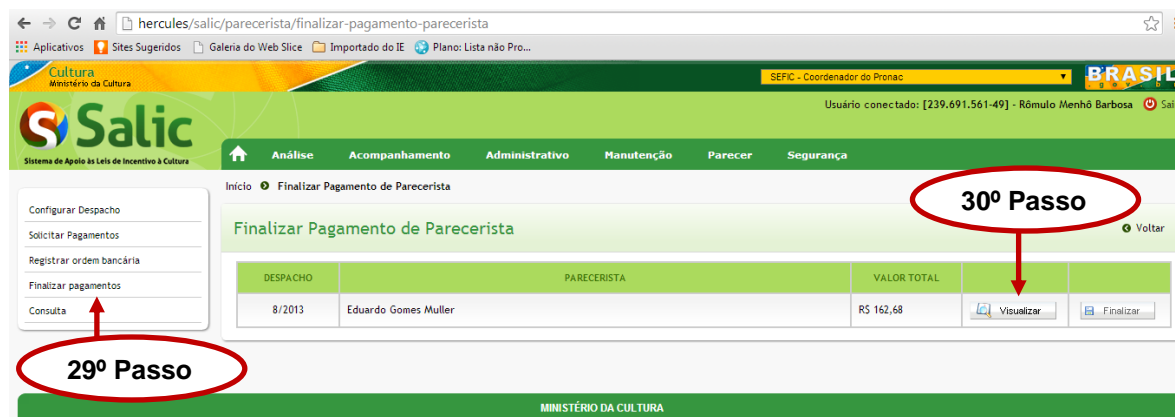 hercules/salic/parecerista/finalizar-pagamento-parecerista
Aplicativos Sites Sugeridos Galeria do Web Slice Importado do IE Plano: Lista não Pro...
Cultura
Ministério da Cultura
SEFIC - Coordenador do Pronac
BRASIL
Usuário conectado: [239.691.561-49] - Rômulo Menhô Barbosa Sai
Salic
Sistema de Apoio às Leis de Incentivo à Cultura
Análise Acompanhamento Administrativo Manutenção Parecer Segurança
Início Finalizar Pagamento de Parecerista
Configurar Despacho
Solicitar Pagamentos
Registrar ordem bancária
Finalizar pagamentos
Consulta
29º Passo
30º Passo
Finalizar Pagamento de Parecerista
Voltar
DESPACHO PARECERISTA VALOR TOTAL
8/2013 Eduardo Gomes Muller R$ 162,68 Visualizar Finalizar
MINISTÉRIO DA CULTURA